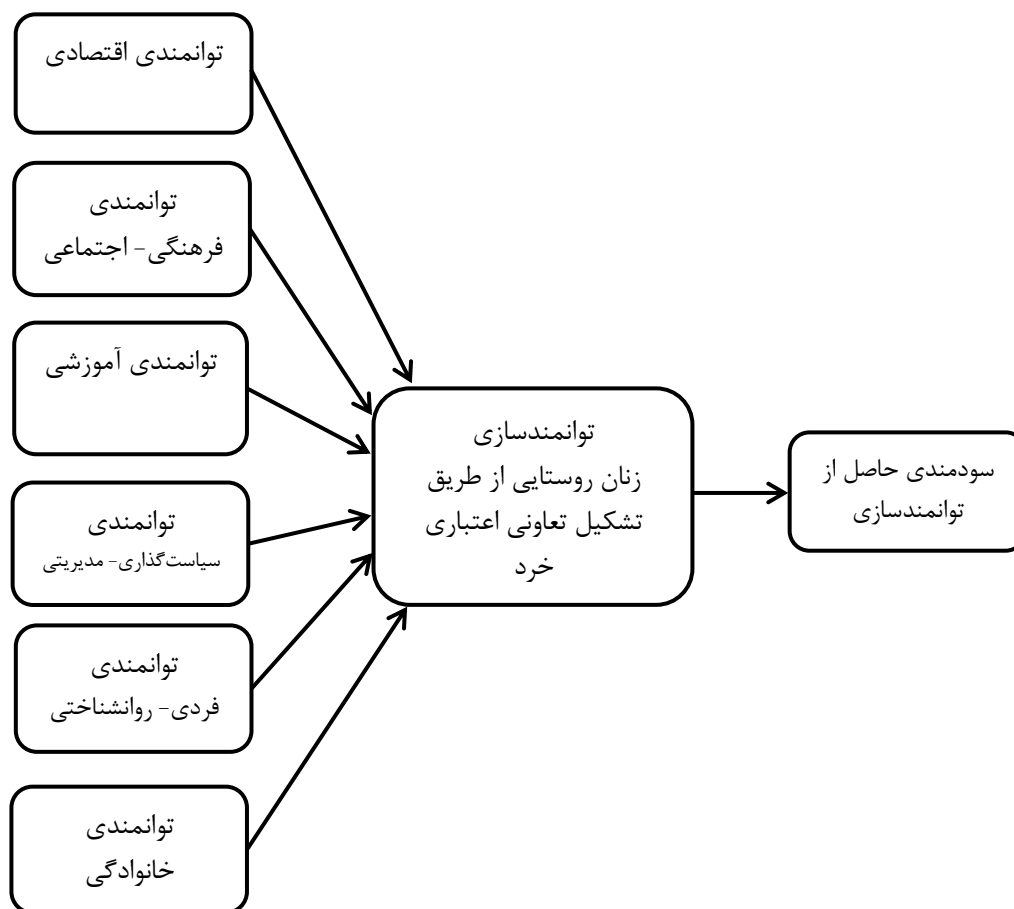 توانمندی اقتصادی
توانمندی
فرهنگی- اجتماعی
توانمندی آموزشی
توانمندی
سیاست‌گذاری- مدیریتی
توانمندی
فردی- روانشناختی
توانمندی
خانوادگی
توانمندسازی
زنان روستایی از طریق
تشکیل تعاونی اعتباری
خرد
سودمندی حاصل از
توانمندسازی